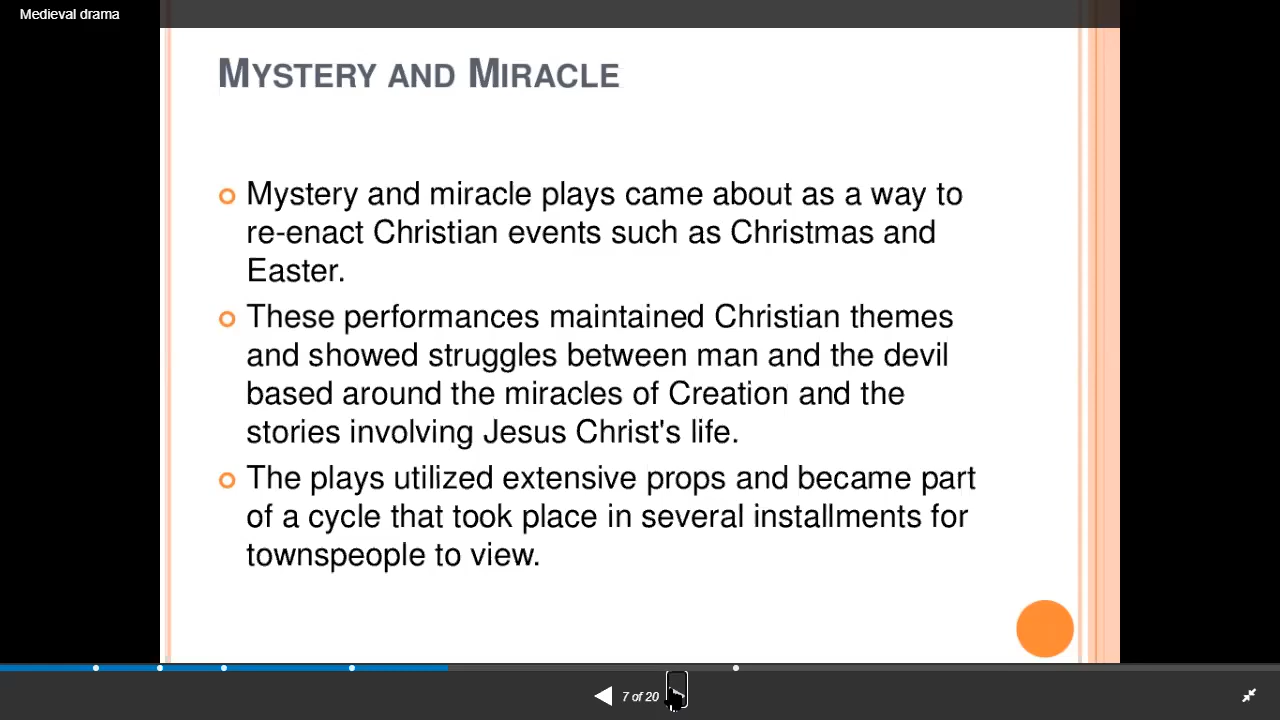 Medieval drama
MYSTERY AND MIRACLE
Mystery and miracle plays came about as a way to
re-enact Christian events such as Christmas and
Easter.
These performances maintained Christian themes
and showed struggles between man and the devil
based around the miracles of Creation and the
stories involving Jesus Christ's life.
The plays utilized extensive props and became part
of a cycle that took place in several installments for
townspeople to view.
7 of 20